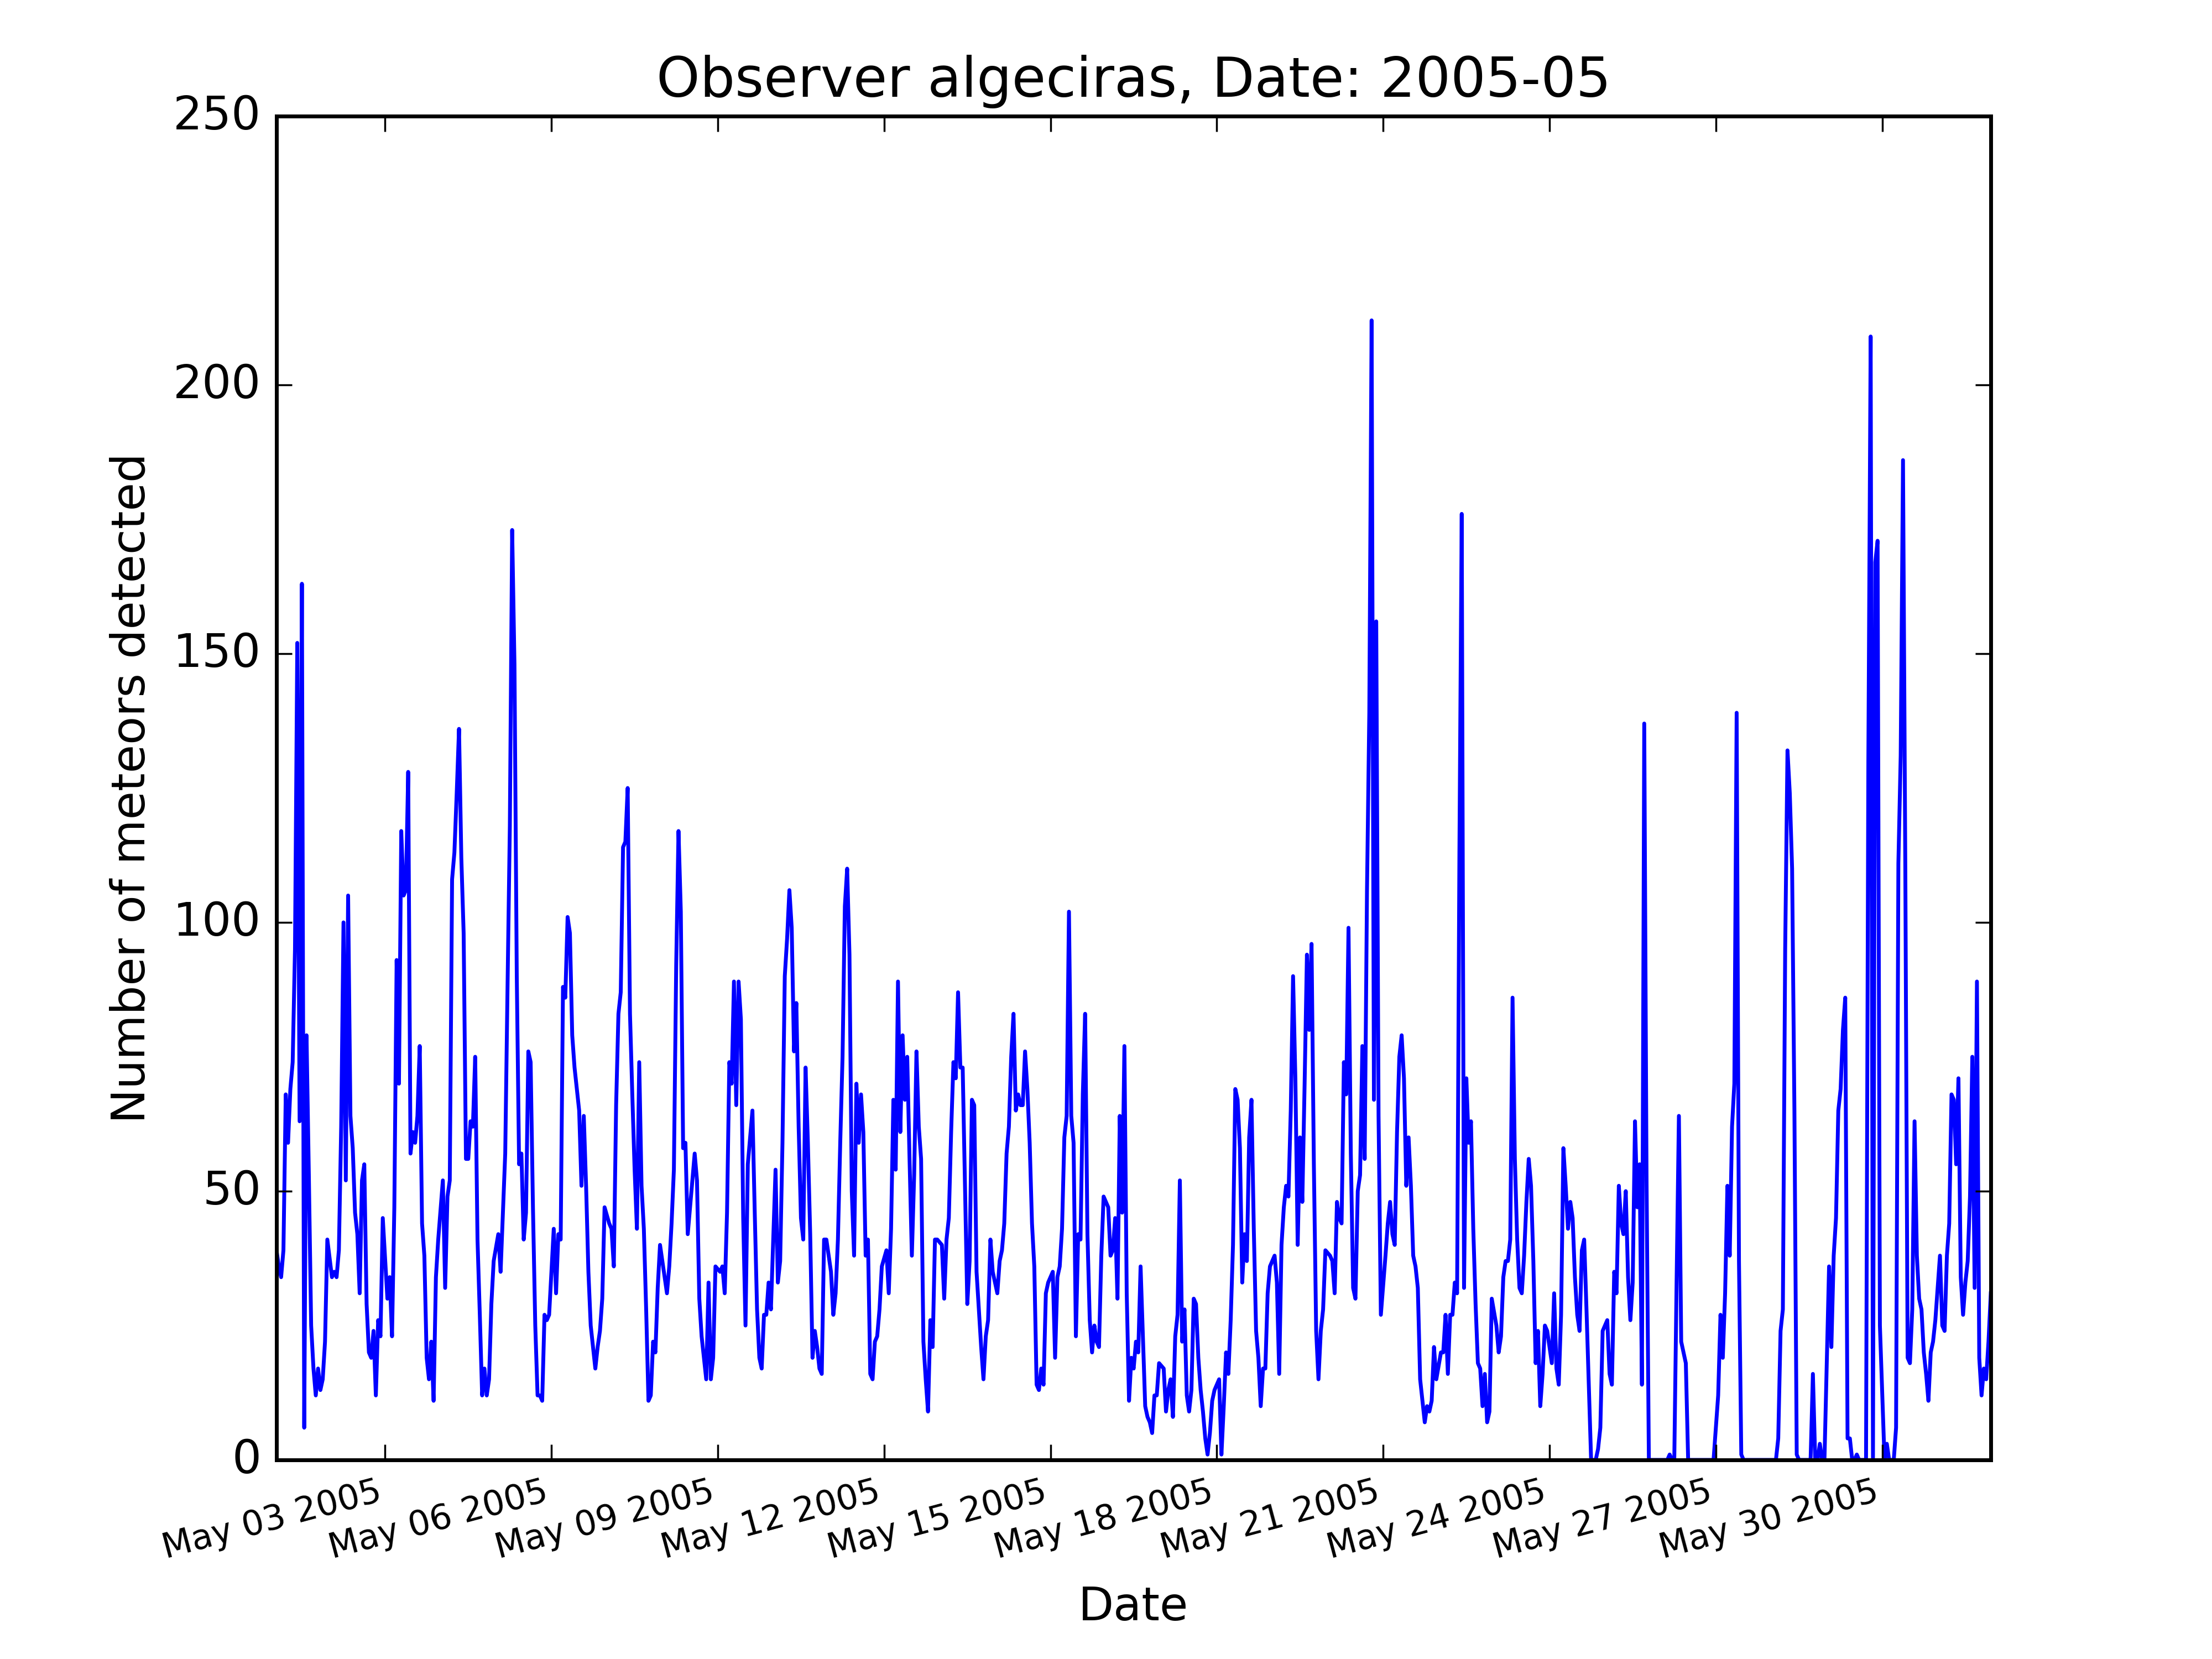 Observer algeciras, Date: 2005-05
250
200
150
100
50
0
Number of meteors detected
May 03 2005
May 06 2005
May 09 2005
May 12 2005
May 15 2005
May 18 2005
May 21 2005
May 24 2005
May 27 2005
May 30 2005
Date